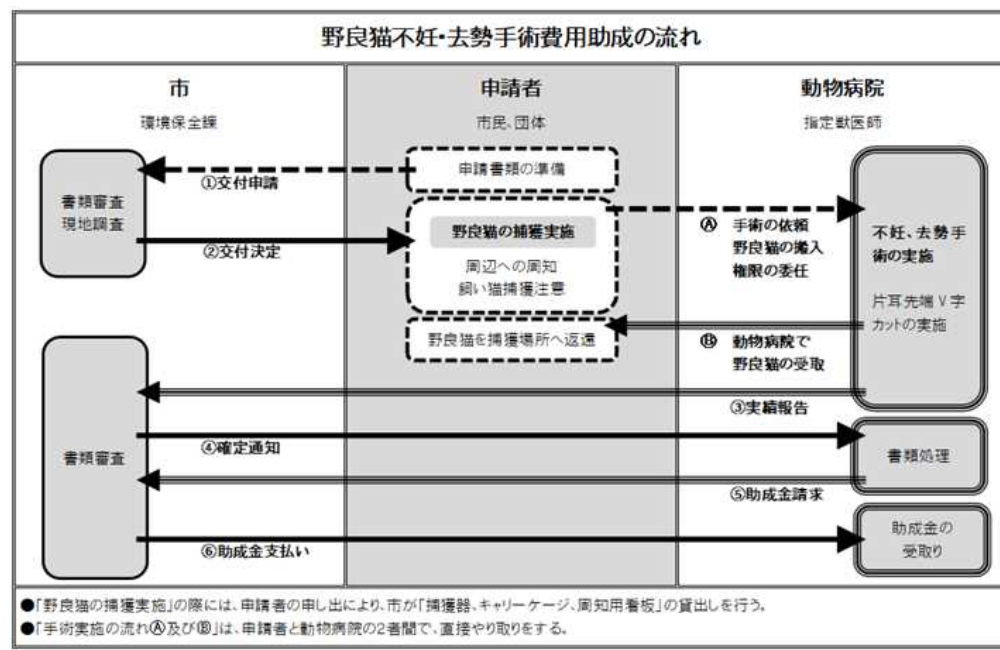 野良猫不妊・去勢手術費用助成の流れ
市
環境保全課
申請者
市民、団体
動物病院
指定獣医師
申請書類の準備
①交付申請
書類審査
現地調査
②交付決定
野良猫の捕獲実施
周辺への周知
飼い猫捕獲注意
Ⓐ 手術の依頼
野良猫の搬入
権限の委任
不妊、去勢手
術の実施
片耳先端V字
カットの実施
野良猫を捕獲場所へ返還
Ⓑ 動物病院で
野良猫の受取
③実績報告
書類審査
④確定通知
書類処理
⑤助成金請求
⑥助成金支払い
助成金の
受取り
●「野良猫の捕獲実施」の際には、申請者の申し出により、市が「捕獲器、キャリーケージ、周知用看板」の貸出しを行う。
●「手術実施の流れⒶ及びⒷ」は、申請者と動物病院の2者間で、直接やり取りをする。